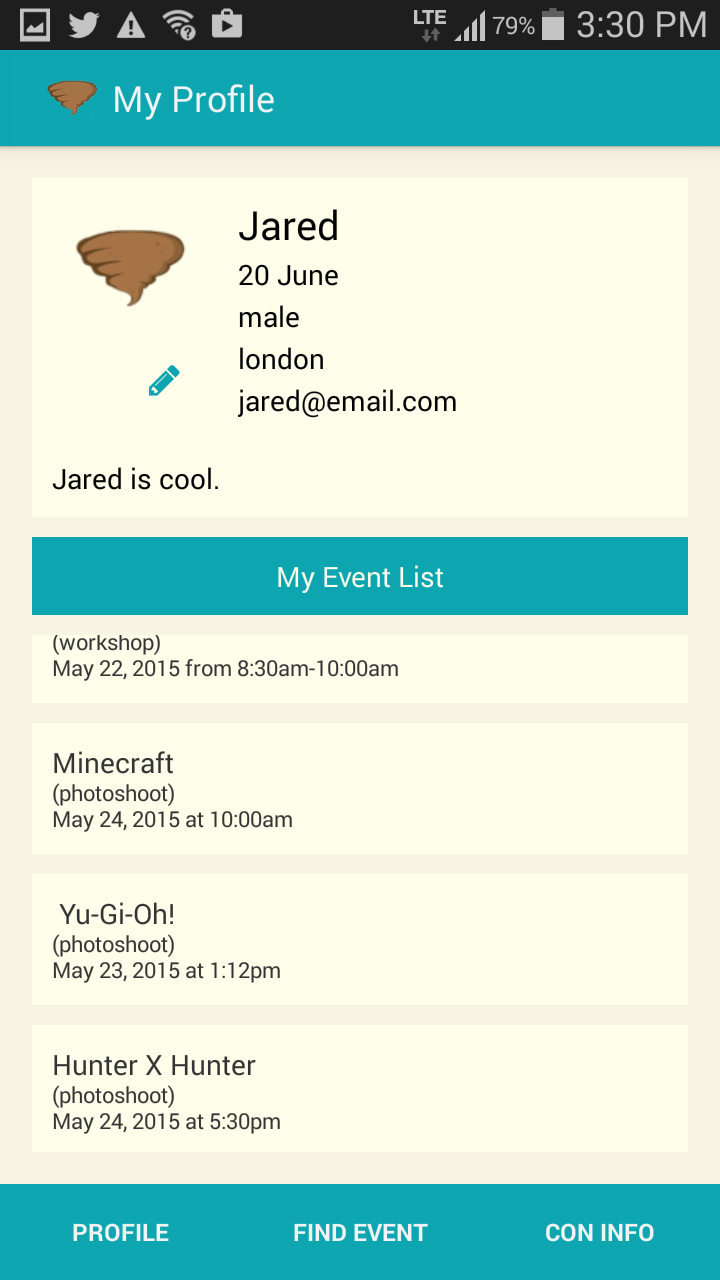 LTE 79% 3:30 PM
My Profile
Jared
20 June
male
london
jared@email.com
Jared is cool.
My Event List
(workshop)
May 22, 2015 from 8:30am-10:00am
Minecraft
(photoshoot)
May 24, 2015 at 10:00am
Yu-Gi-Oh!
(photoshoot)
May 23, 2015 at 1:12pm
Hunter X Hunter
(photoshoot)
May 24, 2015 at 5:30pm
PROFILE FIND EVENT CON INFO